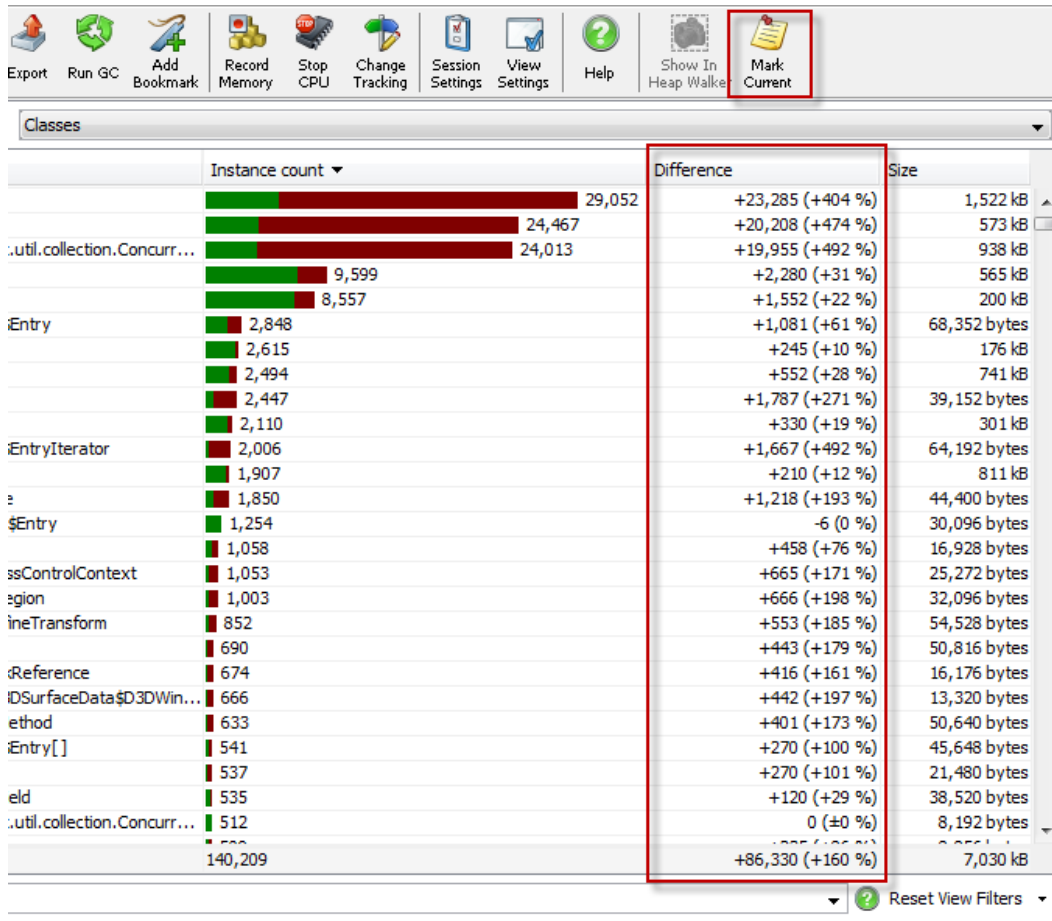 Export Run GC Add Bookmark Record Memory Stop CPU Change Tracking Session Settings View Settings Help Show In Heap Walker Mark Current
Classes
Instance count Difference Size
29,052 +23,285 (+404 %) 1,522 kB
24,467 +20,208 (+474 %) 573 kB
.util.collection.Concurr... 24,013 +19,955 (+492 %) 938 kB
9,599 +2,280 (+31 %) 565 kB
8,557 +1,552 (+22 %) 200 kB
$Entry 2,848 +1,081 (+61 %) 68,352 bytes
2,615 +245 (+10 %) 176 kB
2,494 +552 (+28 %) 741 kB
2,447 +1,787 (+271 %) 39,152 bytes
2,110 +330 (+19 %) 301 kB
$EntryIterator 2,006 +1,667 (+492 %) 64,192 bytes
1,907 +210 (+12 %) 811 kB
e 1,850 +1,218 (+193 %) 44,400 bytes
$Entry 1,254 -6 (0 %) 30,096 bytes
1,058 +458 (+76 %) 16,928 bytes
ssControlContext 1,053 +665 (+171 %) 25,272 bytes
egion 1,003 +666 (+198 %) 32,096 bytes
fineTransform 852 +553 (+185 %) 54,528 bytes
690 +443 (+179 %) 50,816 bytes
kReference 674 +416 (+161 %) 16,176 bytes
3DSurfaceData$D3DWin... 666 +442 (+197 %) 13,320 bytes
ethod 633 +401 (+173 %) 50,640 bytes
$Entry[] 541 +270 (+100 %) 45,648 bytes
537 +270 (+101 %) 21,480 bytes
eld 535 +120 (+29 %) 38,520 bytes
.util.collection.Concurr... 512 0 (±0 %) 8,192 bytes
140,209 +86,330 (+160 %) 7,030 kB
Reset View Filters